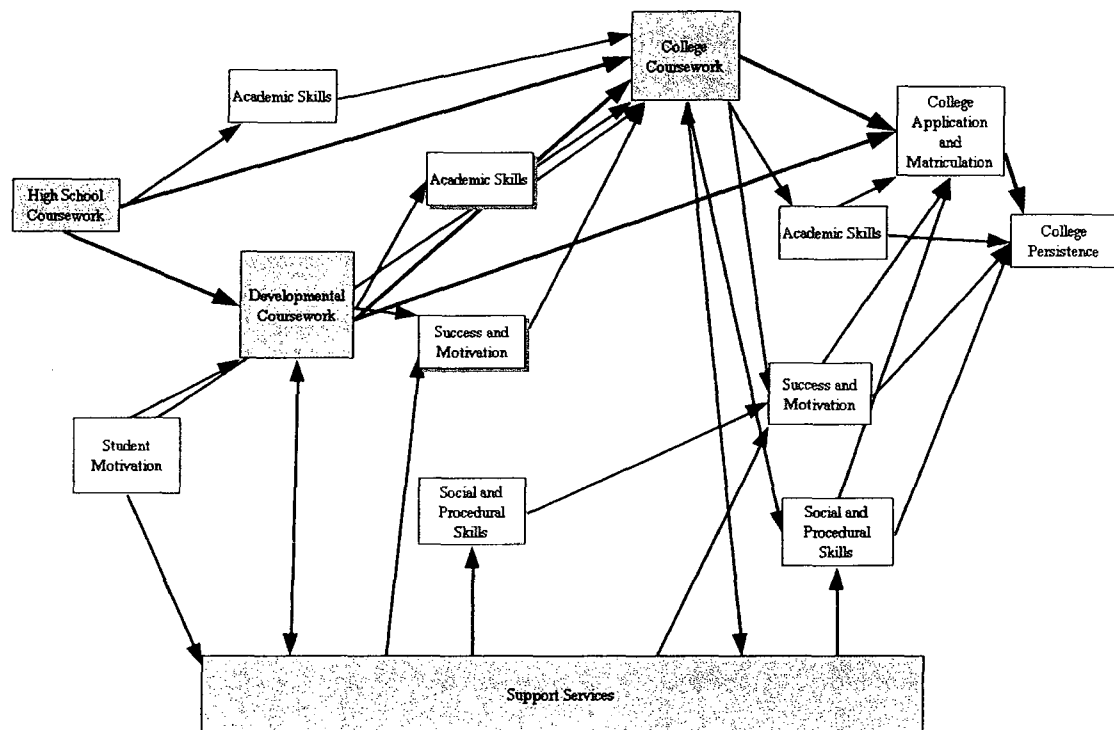 College
Coursework
Academic Skills
College
Application
and
Matriculation
Academic Skills
High School
Coursework
Academic Skills
College
Persistence
Developmental
Coursework
Success and
Motivation
Success and
Motivation
Student
Motivation
Social and
Procedural
Skills
Social and
Procedural
Skills
Support Services